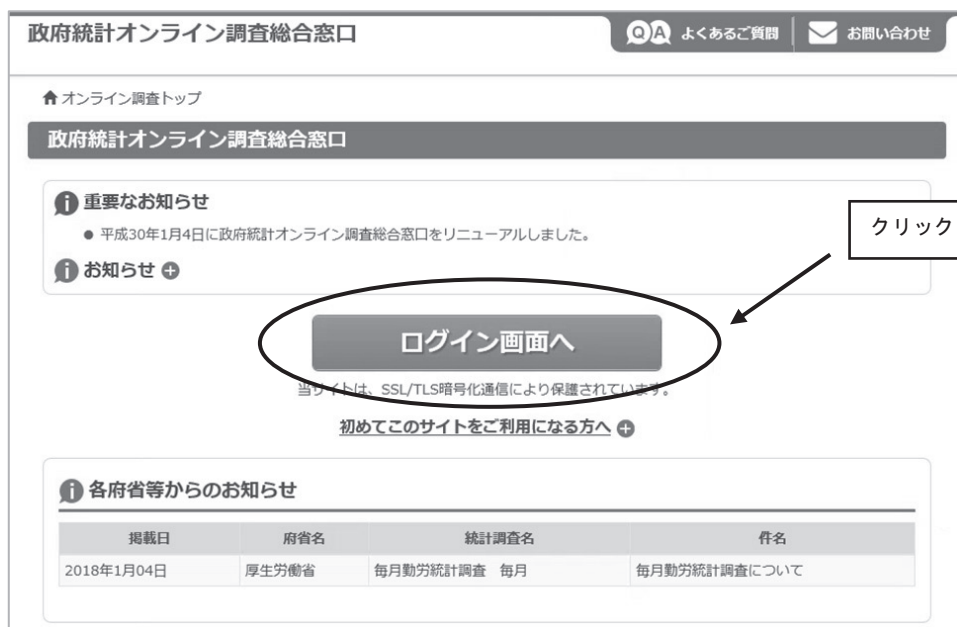 政府統計オンライン調査総合窓口
QA よくあるご質問 お問い合わせ
オンライン調査トップ
政府統計オンライン調査総合窓口
重要なお知らせ
● 平成30年1月4日に政府統計オンライン調査総合窓口をリニューアルしました。
クリック
お知らせ
ログイン画面へ
当サイトは、SSL/TLS暗号化通信により保護されています。
初めてこのサイトをご利用になる方へ
各府省等からのお知らせ
掲載日 府省名 統計調査名 件名
2018年1月04日 厚生労働省 毎月勤労統計調査 毎月 毎月勤労統計調査について